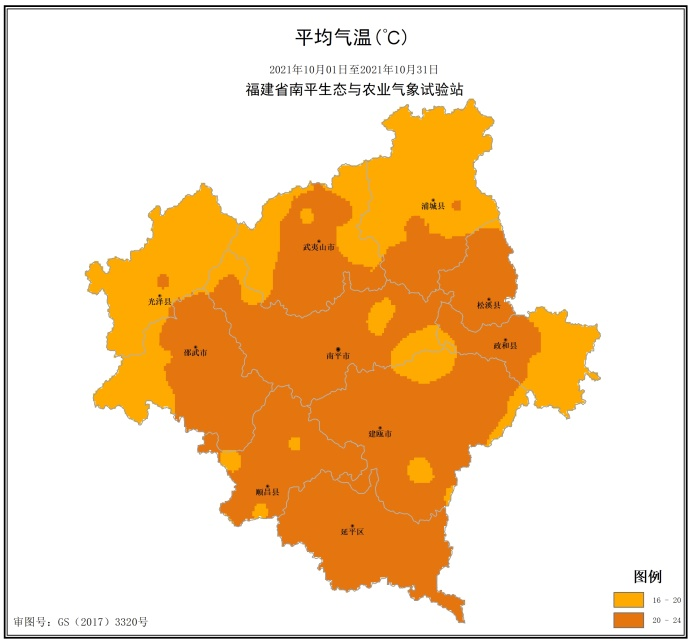 平均气温(℃)
2021年10月01日至2021年10月31日
福建省南平生态与农业气象试验站
浦城县
武夷山市
光泽县
松溪县
政和县
邵武市
南平市
建瓯市
顺昌县
延平区
图例
16 - 20
20 - 24
审图号: GS (2017) 3320号